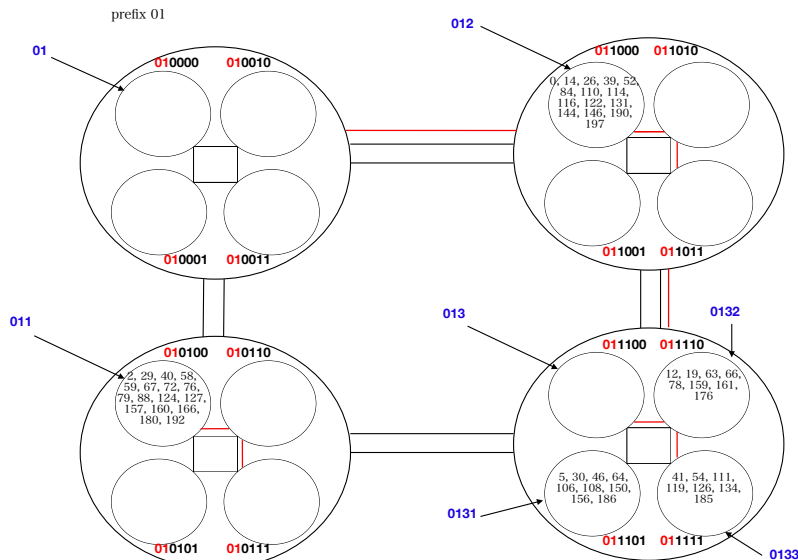 prefix 01
01
010000 010010
010001 010011
012
011000 011010
0, 14, 26, 39, 52,
84, 110, 114,
116, 122, 131,
144, 146, 190,
197
011001 011011
011
010100 010110
2, 29, 40, 58,
59, 67, 72, 76,
79, 88, 124, 127,
157, 160, 166,
180, 192
010101 010111
013
0132
011100 011110
12, 19, 63, 66,
78, 159, 161,
176
5, 30, 46, 64,
106, 108, 150,
156, 186
41, 54, 111,
119, 126, 134,
185
0131
011101 011111
0133